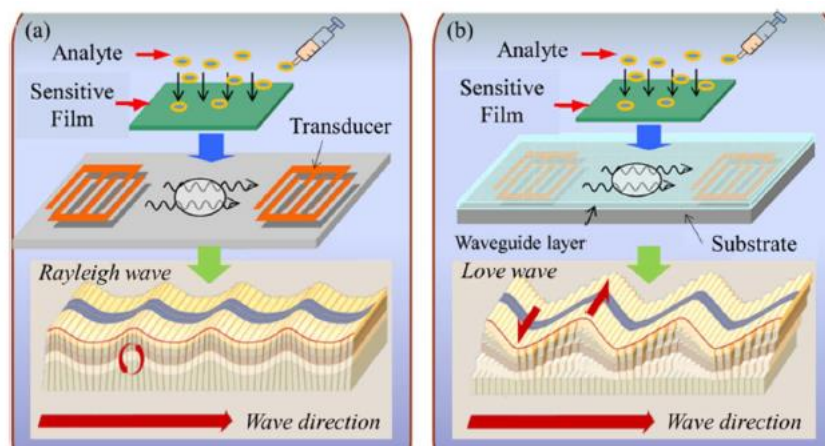 (a)
Analyte
Sensitive
Film
Transducer
Rayleigh wave
Wave direction
(b)
Analyte
Sensitive
Film
Waveguide layer
Substrate
Love wave
Wave direction